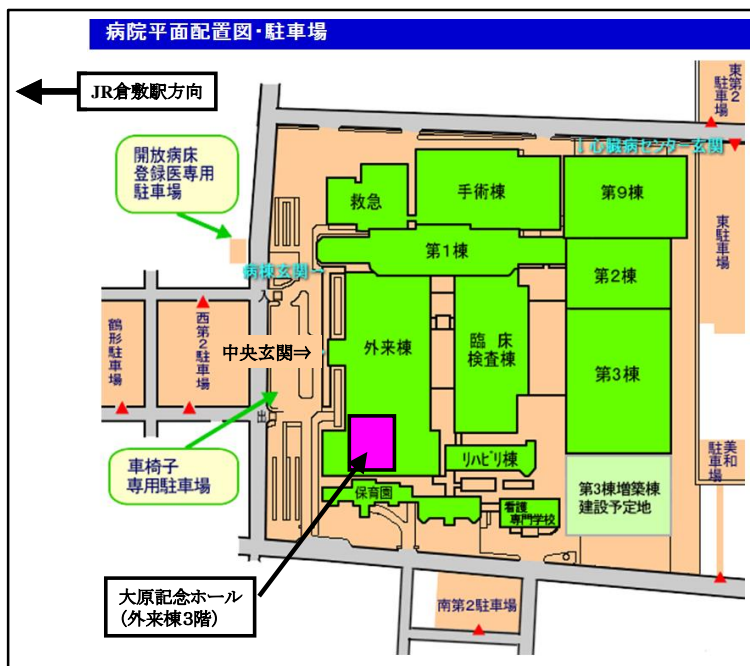 病院平面配置図・駐車場
JR倉敷駅方向
東第2
駐車場
↓心臓病センター玄関
開放病床
登録医専用
駐車場
救急
手術棟
第9棟
東駐車場
第1棟
病棟玄関→
第2棟
入口
鶴形駐車場
西第2駐車場
中央玄関⇒
外来棟
臨床
検査棟
第3棟
出口
車椅子
専用駐車場
リハビリ棟
美和
駐車場
保育園
看護
専門学校
第3棟増築棟
建設予定地
大原記念ホール
(外来棟3階)
南第2駐車場